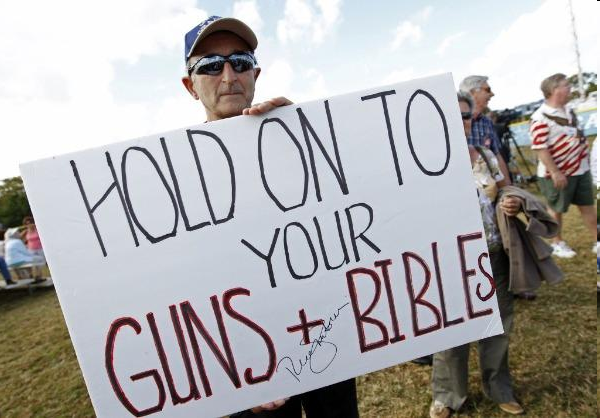 HOLD ON TO
YOUR
GUNS + BIBLES